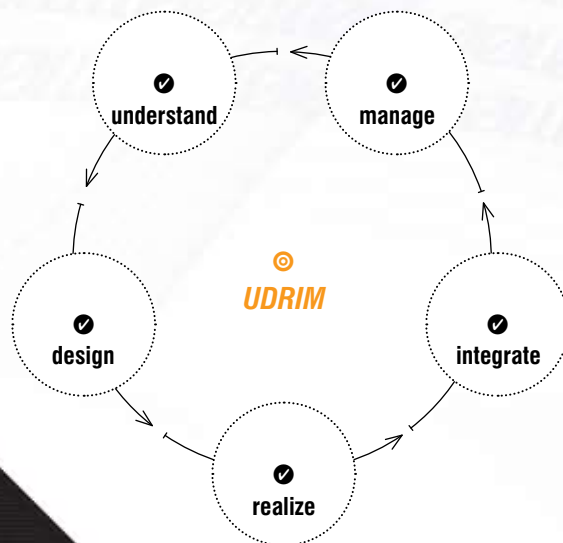 understand
manage
UDRIM
design
integrate
realize